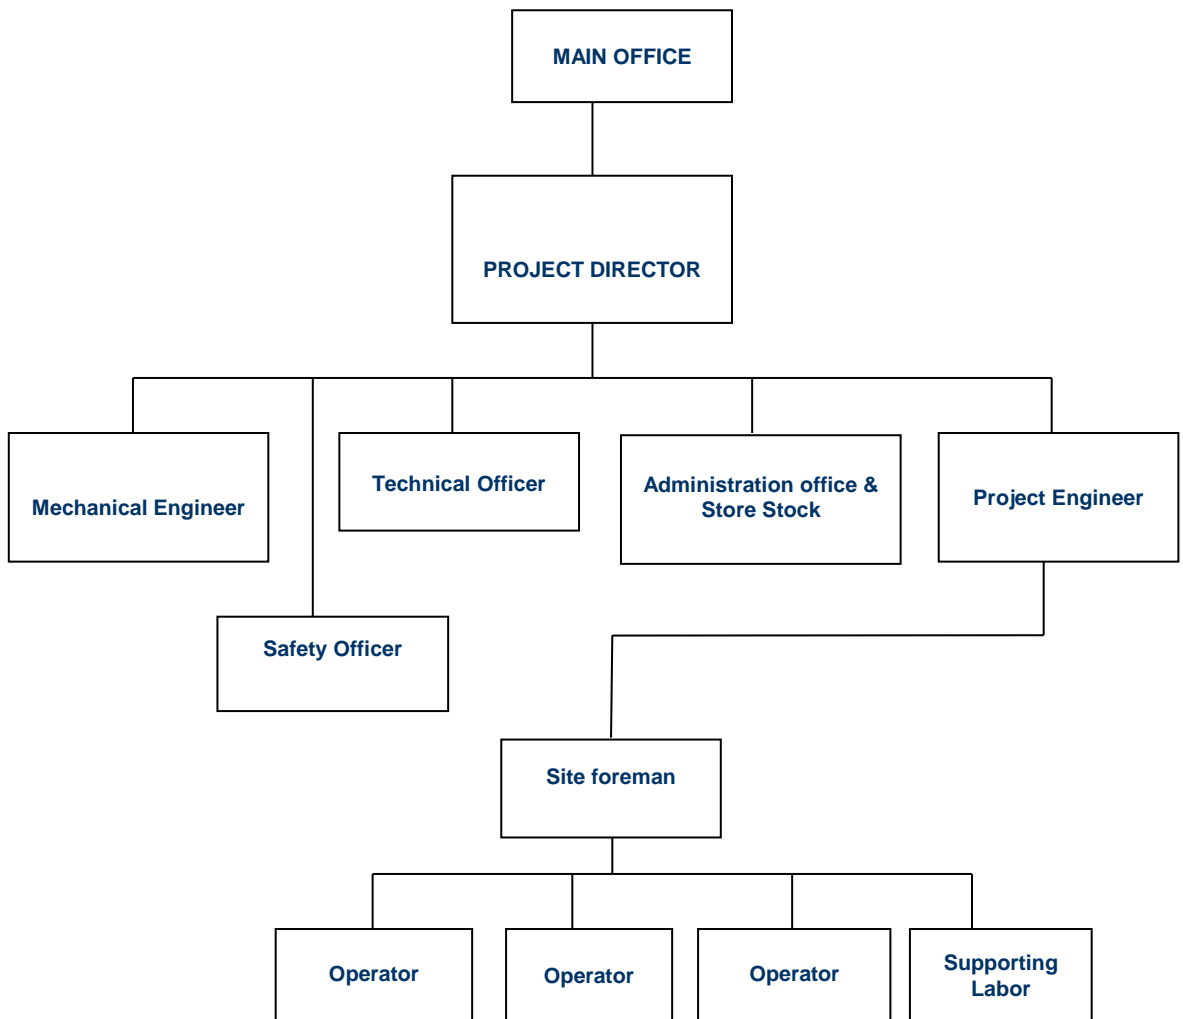 MAIN OFFICE
PROJECT DIRECTOR
Mechanical Engineer
Technical Officer
Administration office &
Store Stock
Project Engineer
Safety Officer
Site foreman
Operator
Operator
Operator
Supporting
Labor